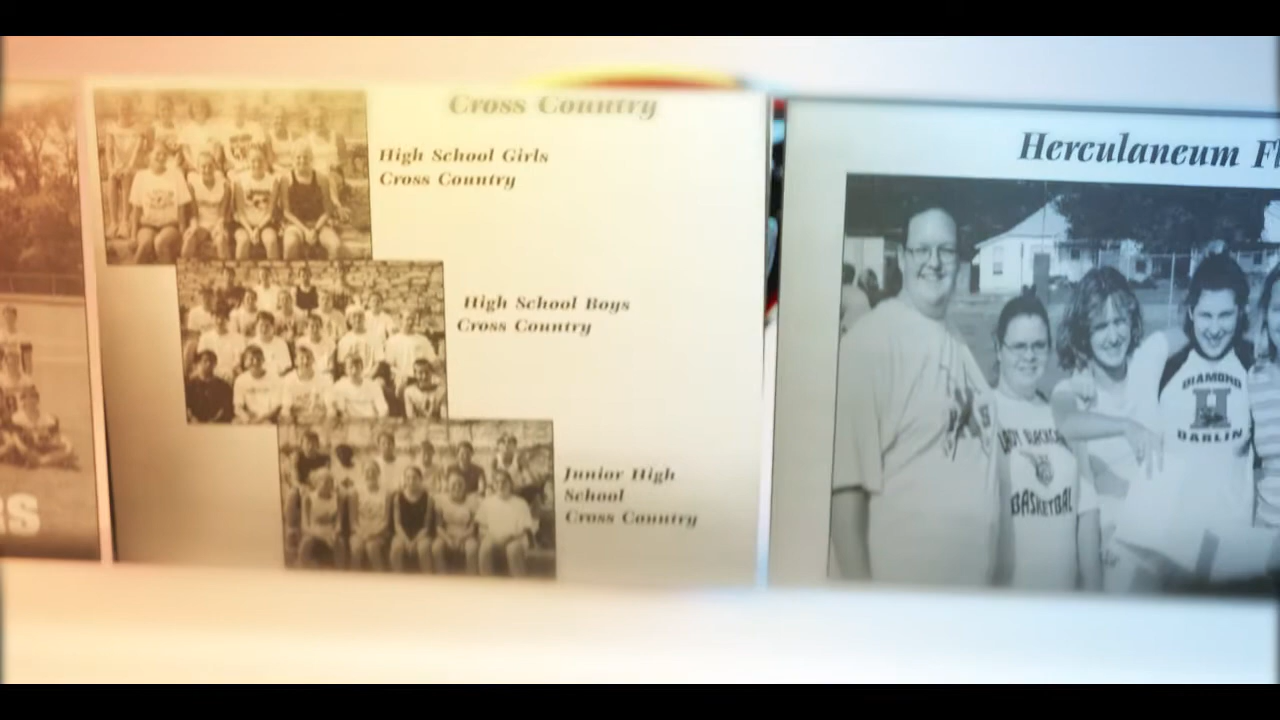 Cross Country
High School Girls
Cross Country
High School Boys
Cross Country
Junior High
School
Cross Country
Herculaneum
DIAMOND
H
DARLIN
BASKETBAL